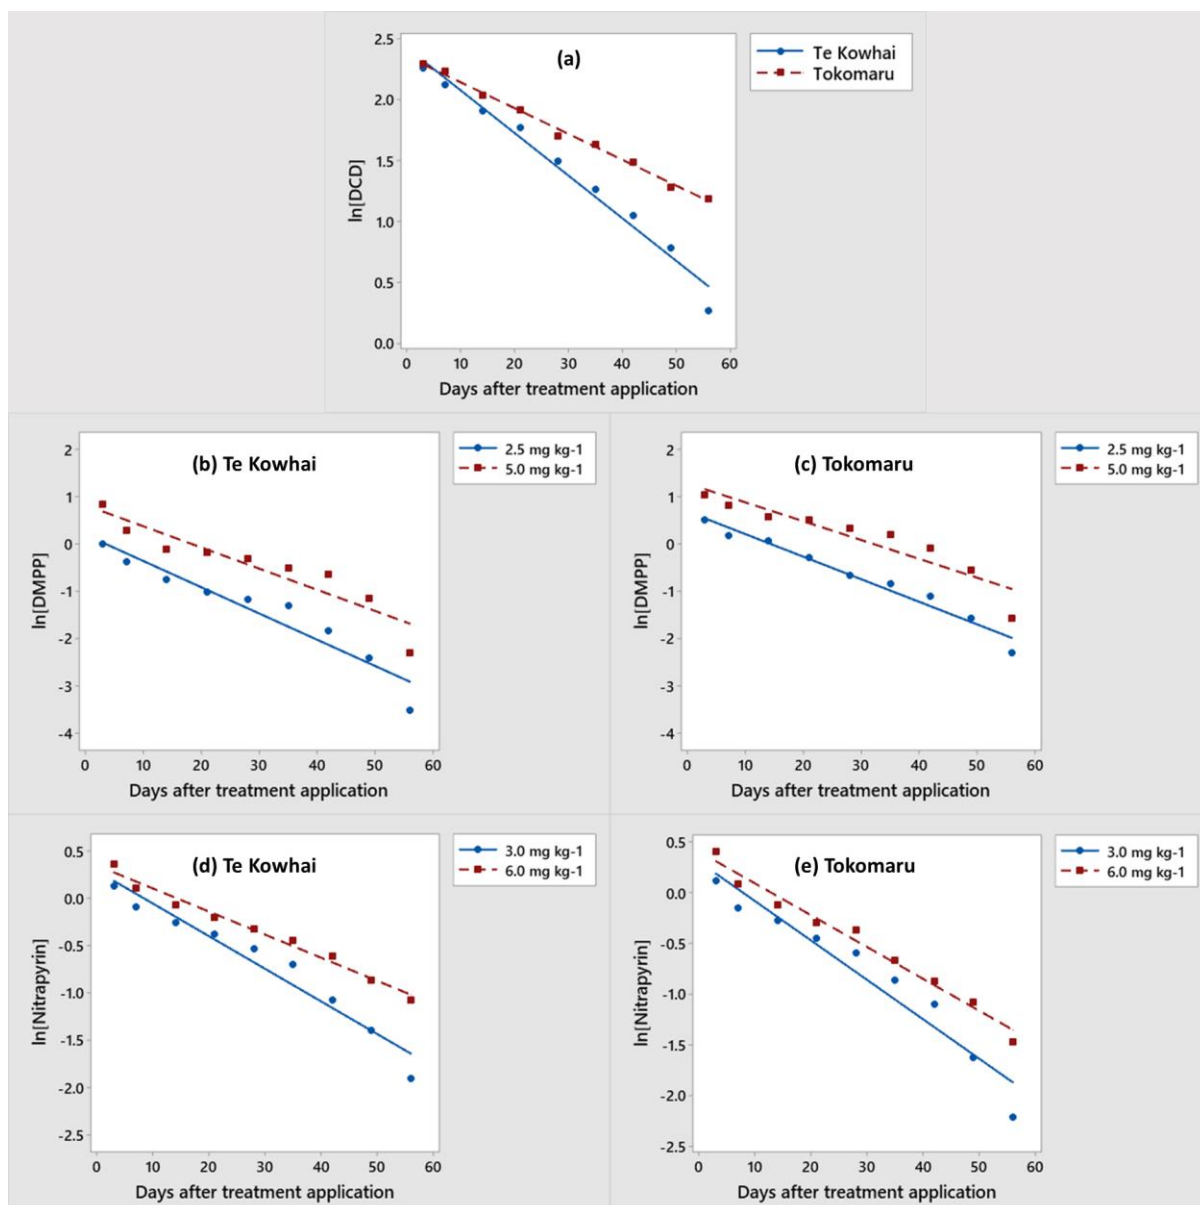 (a)
Te Kowhai
Tokomaru
2.5
2.0
1.5
1.0
0.5
0.0
ln[DCD]
0 10 20 30 40 50 60
Days after treatment application
(b) Te Kowhai
2.5 mg kg-1
5.0 mg kg-1
2
1
0
-1
-2
-3
-4
ln[DMPP]
0 10 20 30 40 50 60
Days after treatment application
(c) Tokomaru
2.5 mg kg-1
5.0 mg kg-1
2
1
0
-1
-2
-3
-4
ln[DMPP]
0 10 20 30 40 50 60
Days after treatment application
(d) Te Kowhai
3.0 mg kg-1
6.0 mg kg-1
0.5
0.0
-0.5
-1.0
-1.5
-2.0
-2.5
ln[Nitrapyrin]
0 10 20 30 40 50 60
Days after treatment application
(e) Tokomaru
3.0 mg kg-1
6.0 mg kg-1
0.5
0.0
-0.5
-1.0
-1.5
-2.0
-2.5
ln[Nitrapyrin]
0 10 20 30 40 50 60
Days after treatment application